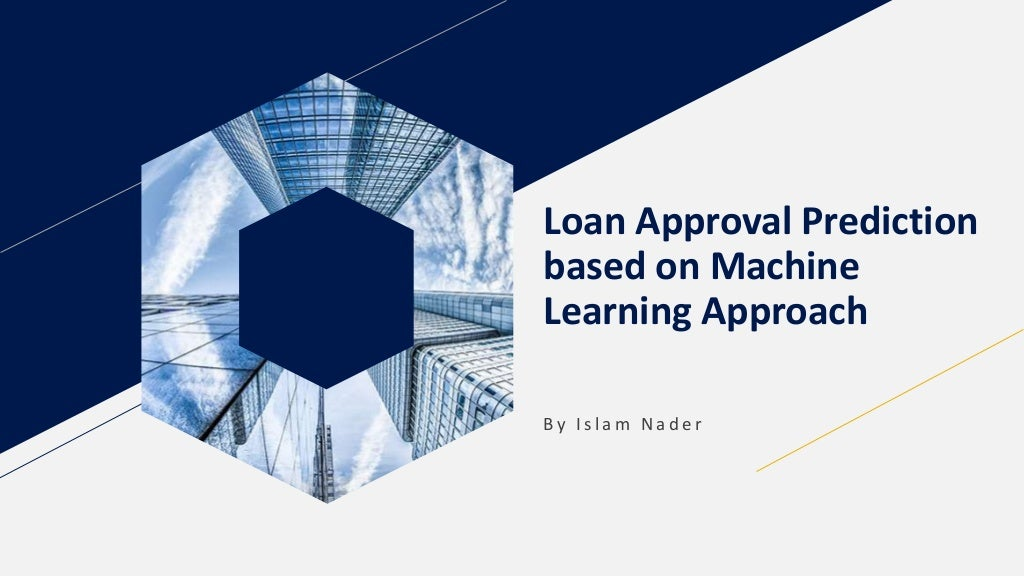 Loan Approval Prediction
based on Machine
Learning Approach
By Islam Nader